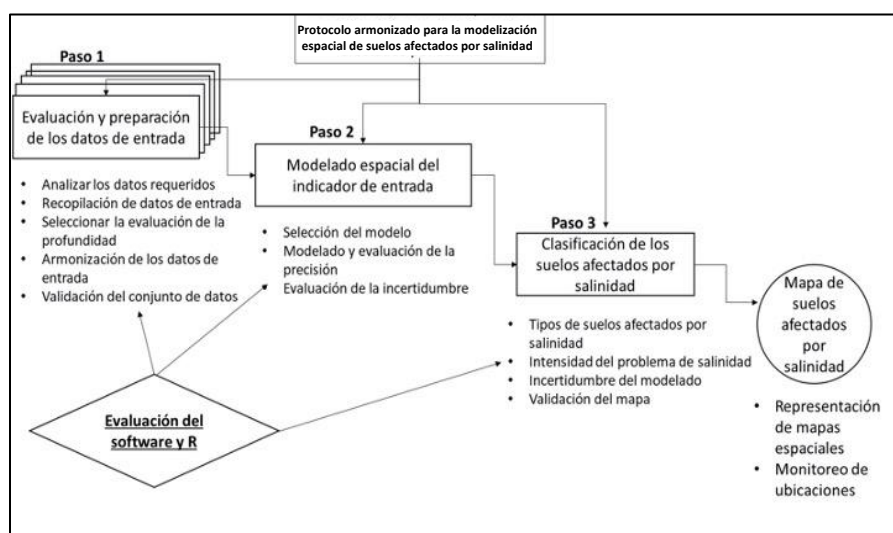 Protocolo armonizado para la modelización
espacial de suelos afectados por salinidad
Paso 1
Evaluación y preparación
de los datos de entrada
• Analizar los datos requeridos
• Recopilación de datos de entrada
• Seleccionar la evaluación de la
profundidad
• Armonización de los datos de
entrada
• Validación del conjunto de datos
Paso 2
Modelado espacial del
indicador de entrada
• Selección del modelo
• Modelado y evaluación de la
precisión
• Evaluación de la incertidumbre
Paso 3
Clasificación de los
suelos afectados por
salinidad
• Tipos de suelos afectados por
salinidad
• Intensidad del problema de salinidad
• Incertidumbre del modelado
• Validación del mapa
Mapa de
suelos
afectados
por
salinidad
• Representación
de mapas
espaciales
• Monitoreo de
ubicaciones
Evaluación del
software y R